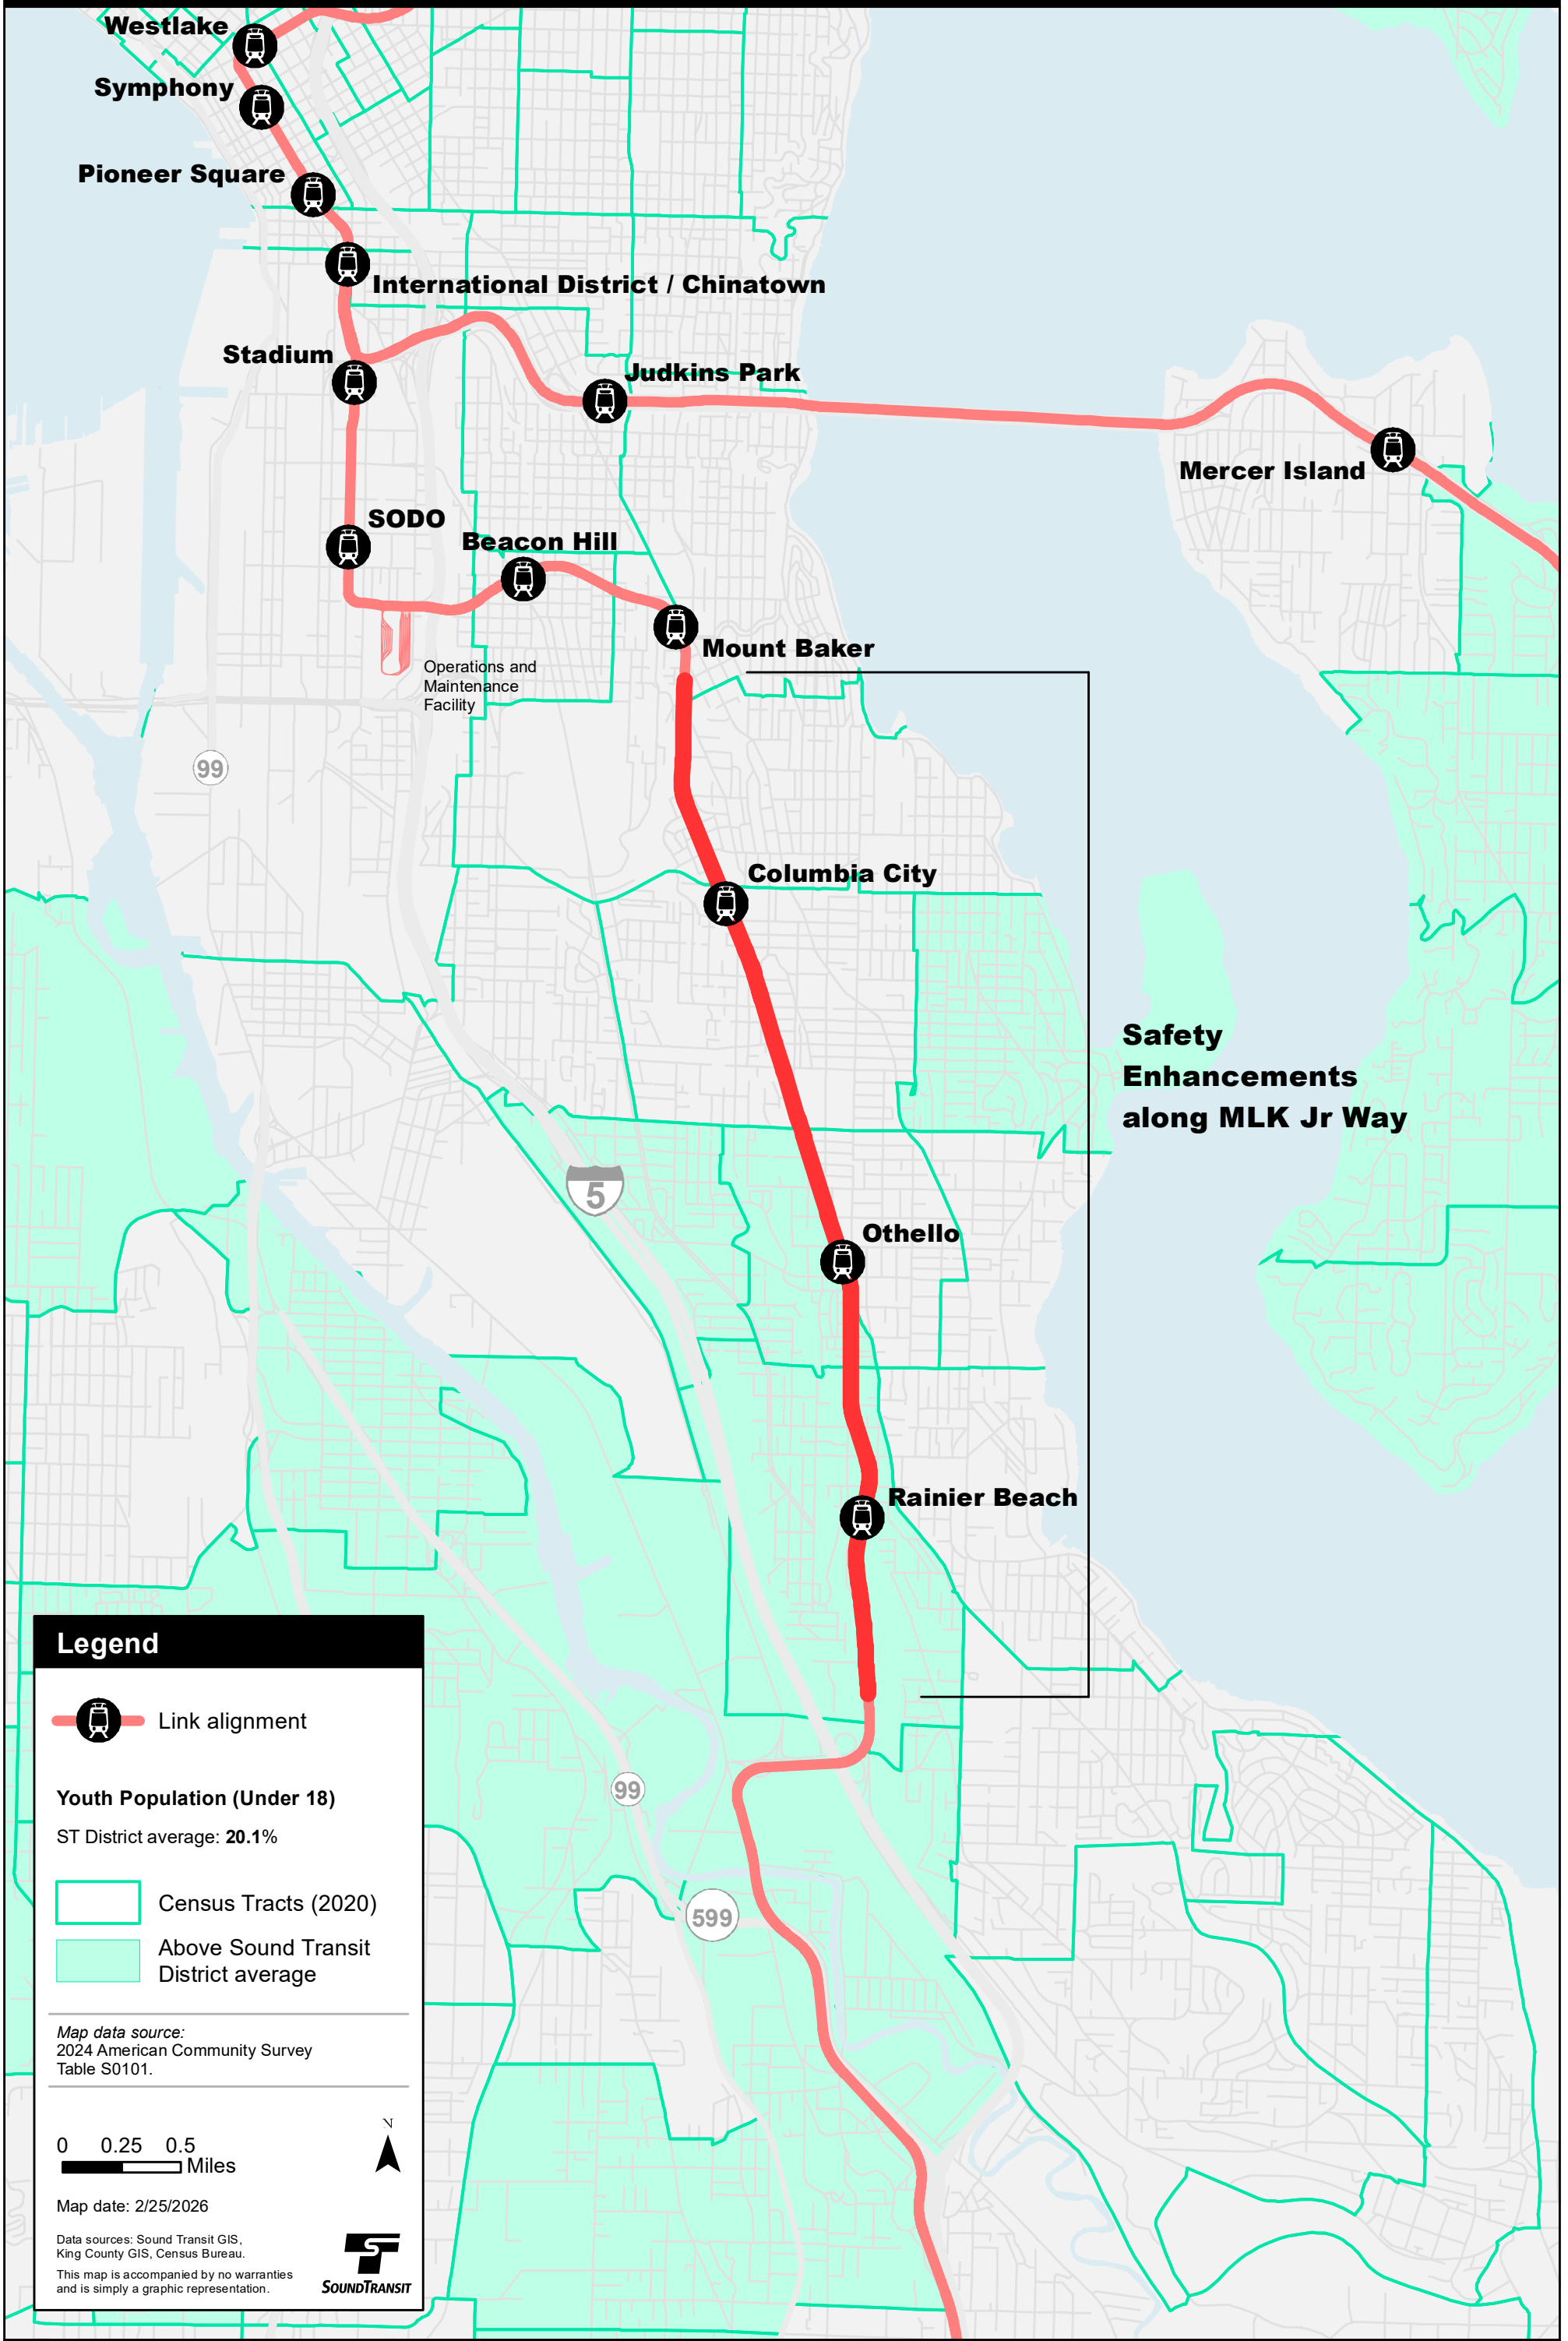 Westlake
Symphony
Pioneer Square
International District / Chinatown
Stadium
Judkins Park
Mercer Island
SODO
Beacon Hill
Mount Baker
Operations and
Maintenance
Facility
99
Columbia City
Safety
Enhancements
along MLK Jr Way
5
Othello
Rainier Beach
99
599
Legend
Link alignment
Youth Population (Under 18)
ST District average: 20.1%
Census Tracts (2020)
Above Sound Transit
District average
Map data source:
2024 American Community Survey
Table S0101.
N
0 0.25 0.5
Miles
Map date: 2/25/2026
Data sources: Sound Transit GIS,
King County GIS, Census Bureau.
This map is accompanied by no warranties
and is simply a graphic representation.
SOUNDTRANSIT